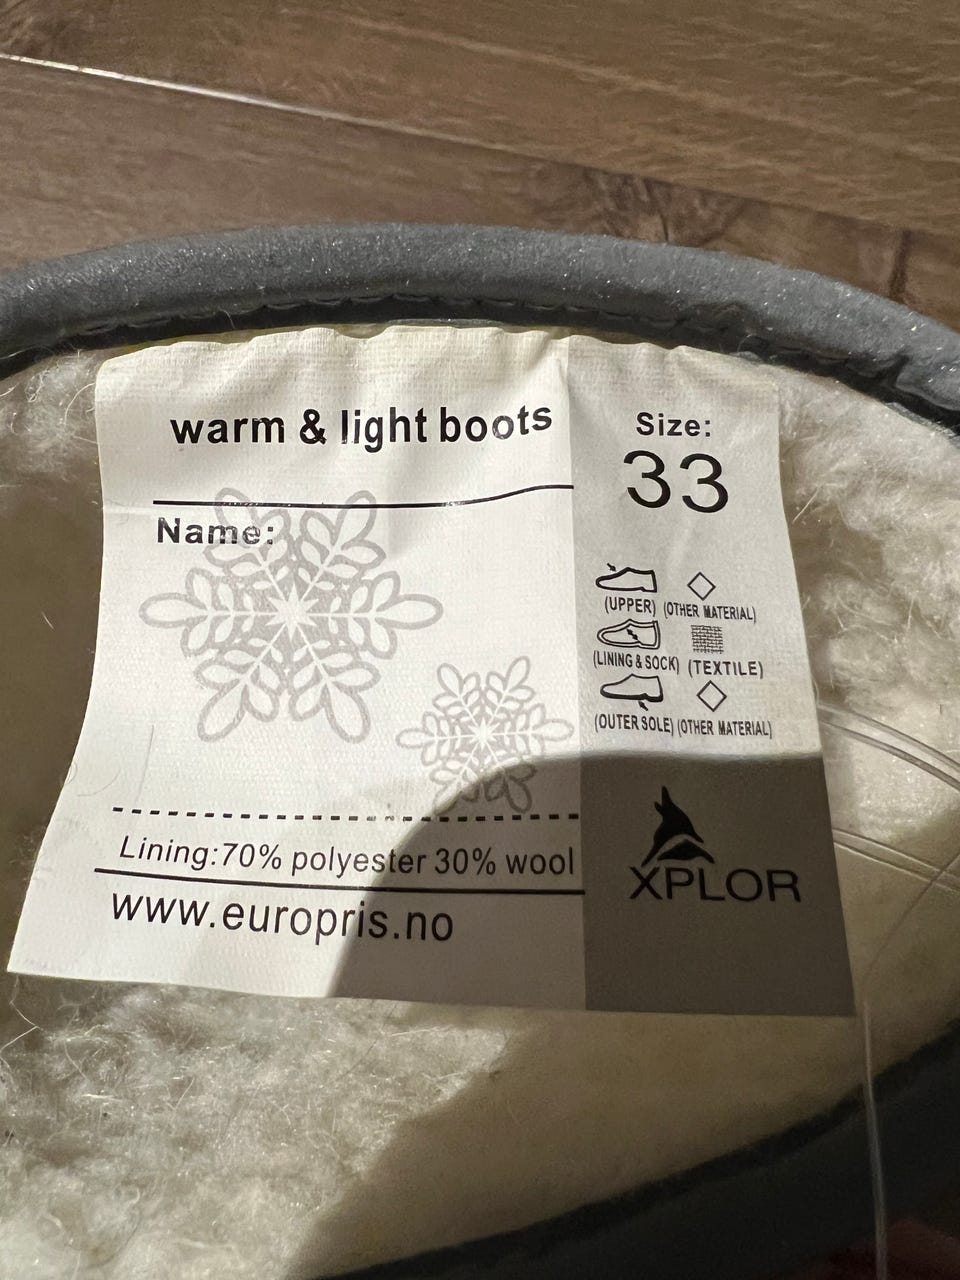 warm & light boots
Name:
Lining:70% polyester 30% wool
www.europris.no
Size:
33
(UPPER) (OTHER MATERIAL)
(LINING & SOCK) (TEXTILE)
(OUTER SOLE) (OTHER MATERIAL)
XPLOR